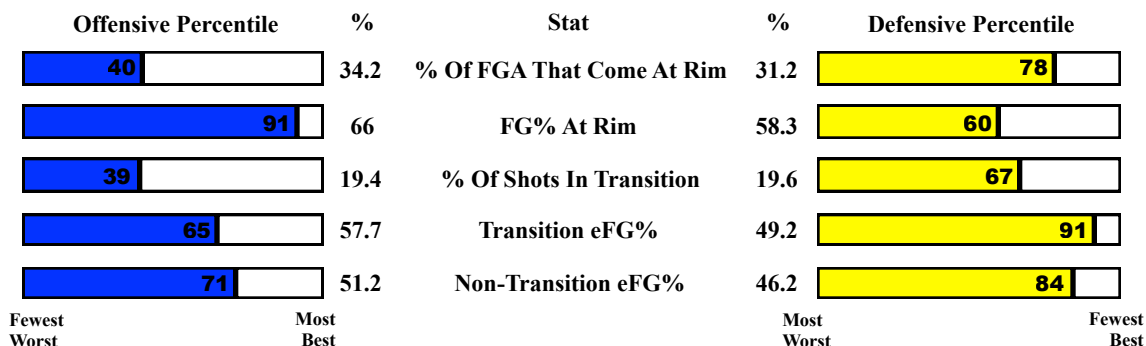 Offensive Percentile % Stat % Defensive Percentile
40 34.2 % Of FGA That Come At Rim 31.2 78
91 66 FG% At Rim 58.3 60
39 19.4 % Of Shots In Transition 19.6 67
65 57.7 Transition eFG% 49.2 91
71 51.2 Non-Transition eFG% 46.2 84
Fewest Most Most Fewest
Worst Best Worst Best